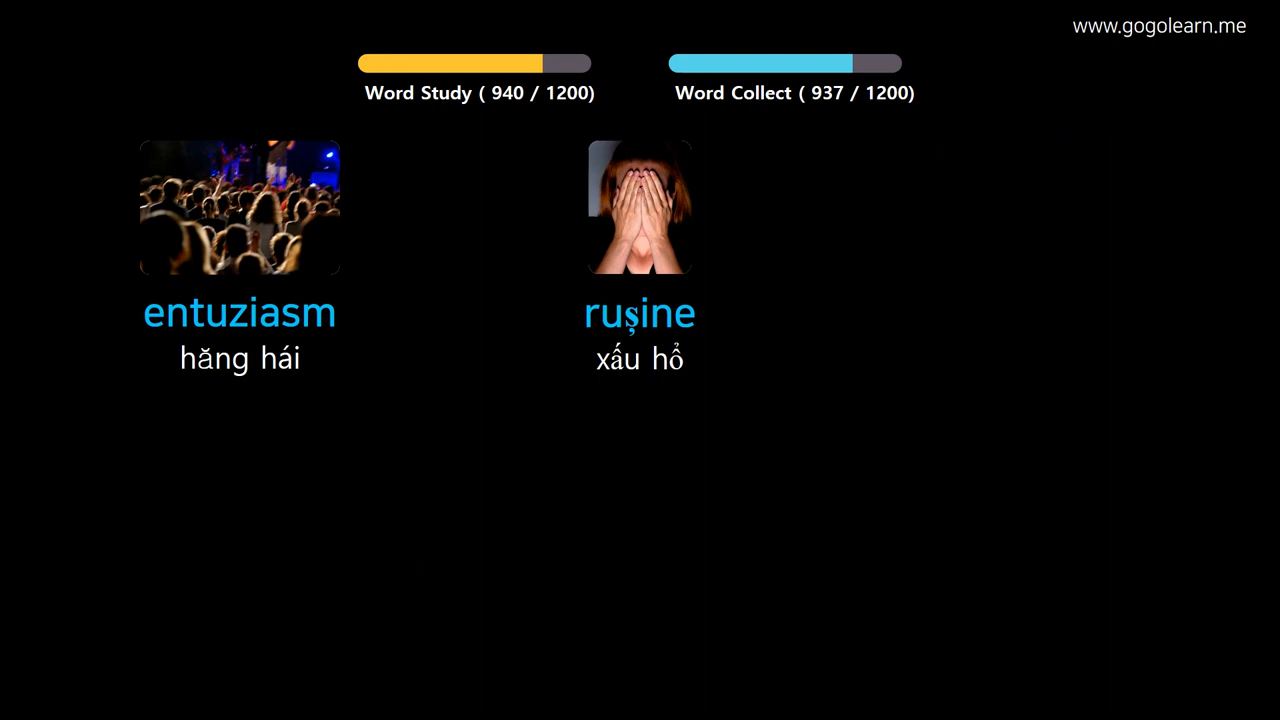 www.gogolearn.me
Word Study ( 940 / 1200)
Word Collect ( 937 / 1200)
entuziasm
hăng hái
rușine
xấu hổ